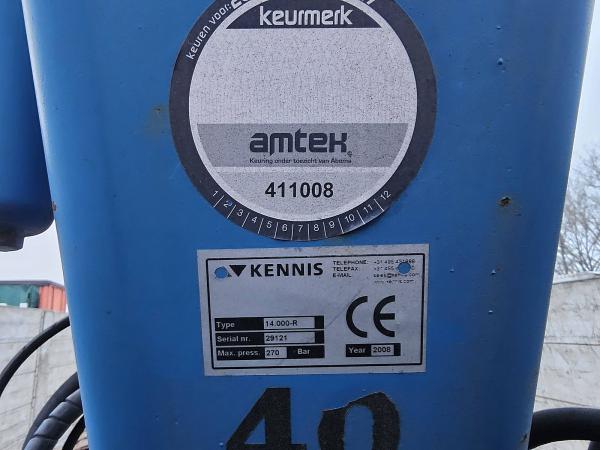 keuren voor:
keurmerk
amtek
Keuring onder toezicht van Aboma
411008
1 2 3 4 5 6 7 8 9 10 11 12
KENNIS
TELEPHONE:
TELEFAX:
E-MAIL:
CE
Type 14.000-R
Serial nr. 29121
Max. press. 270 Bar Year 2008
40